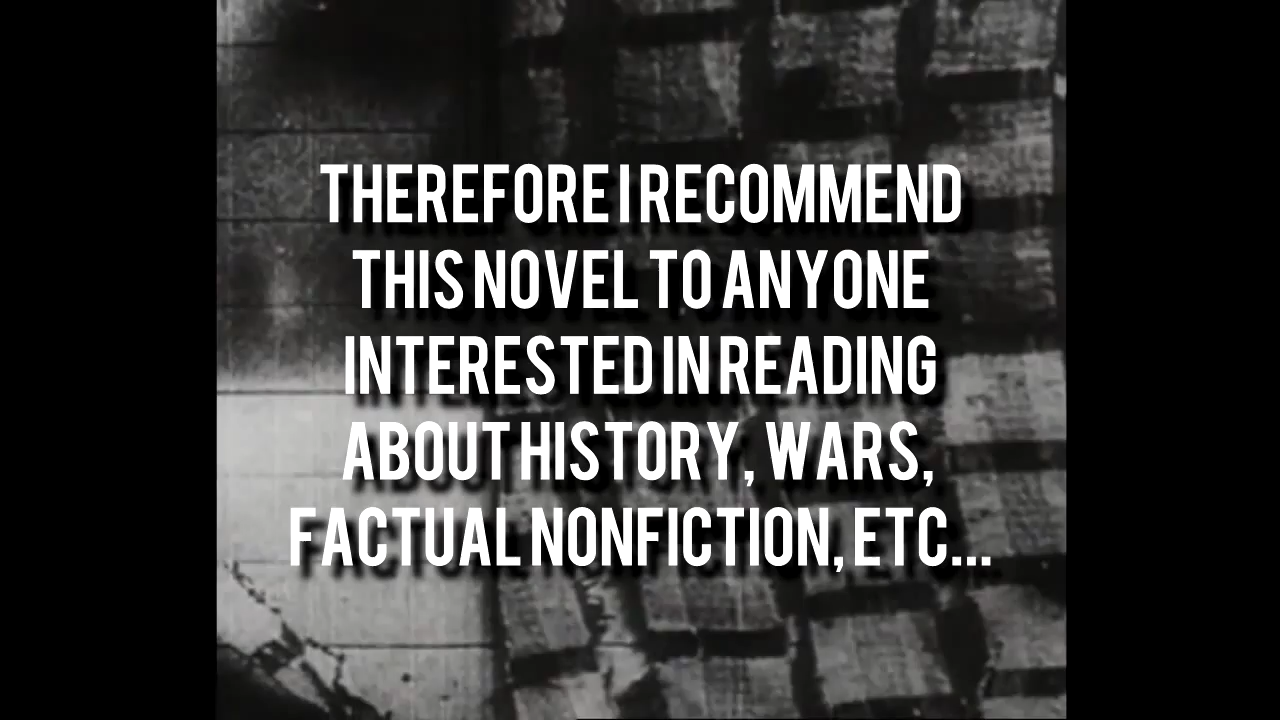 THEREFORE I RECOMMEND
THIS NOVEL TO ANYONE
INTERESTED IN READING
ABOUT HISTORY, WARS,
FACTUAL NONFICTION, ETC...